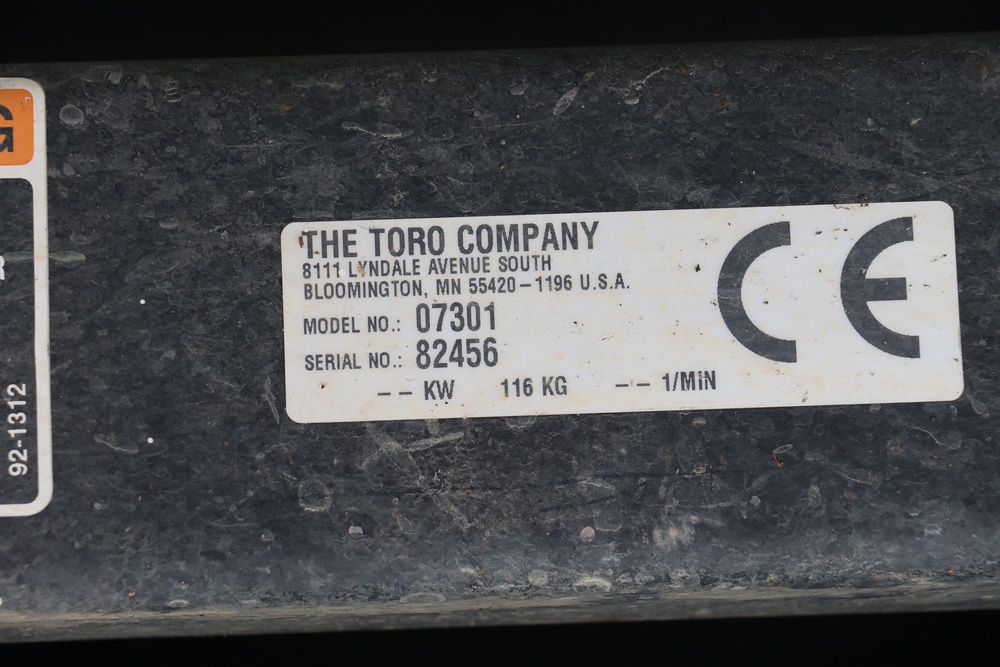 G
92-1312
THE TORO COMPANY
8111 LYNDALE AVENUE SOUTH
BLOOMINGTON, MN 55420-1196 U.S.A.
MODEL NO.: 07301
SERIAL NO.: 82456
-- KW 116 KG -- 1/MIN
CE